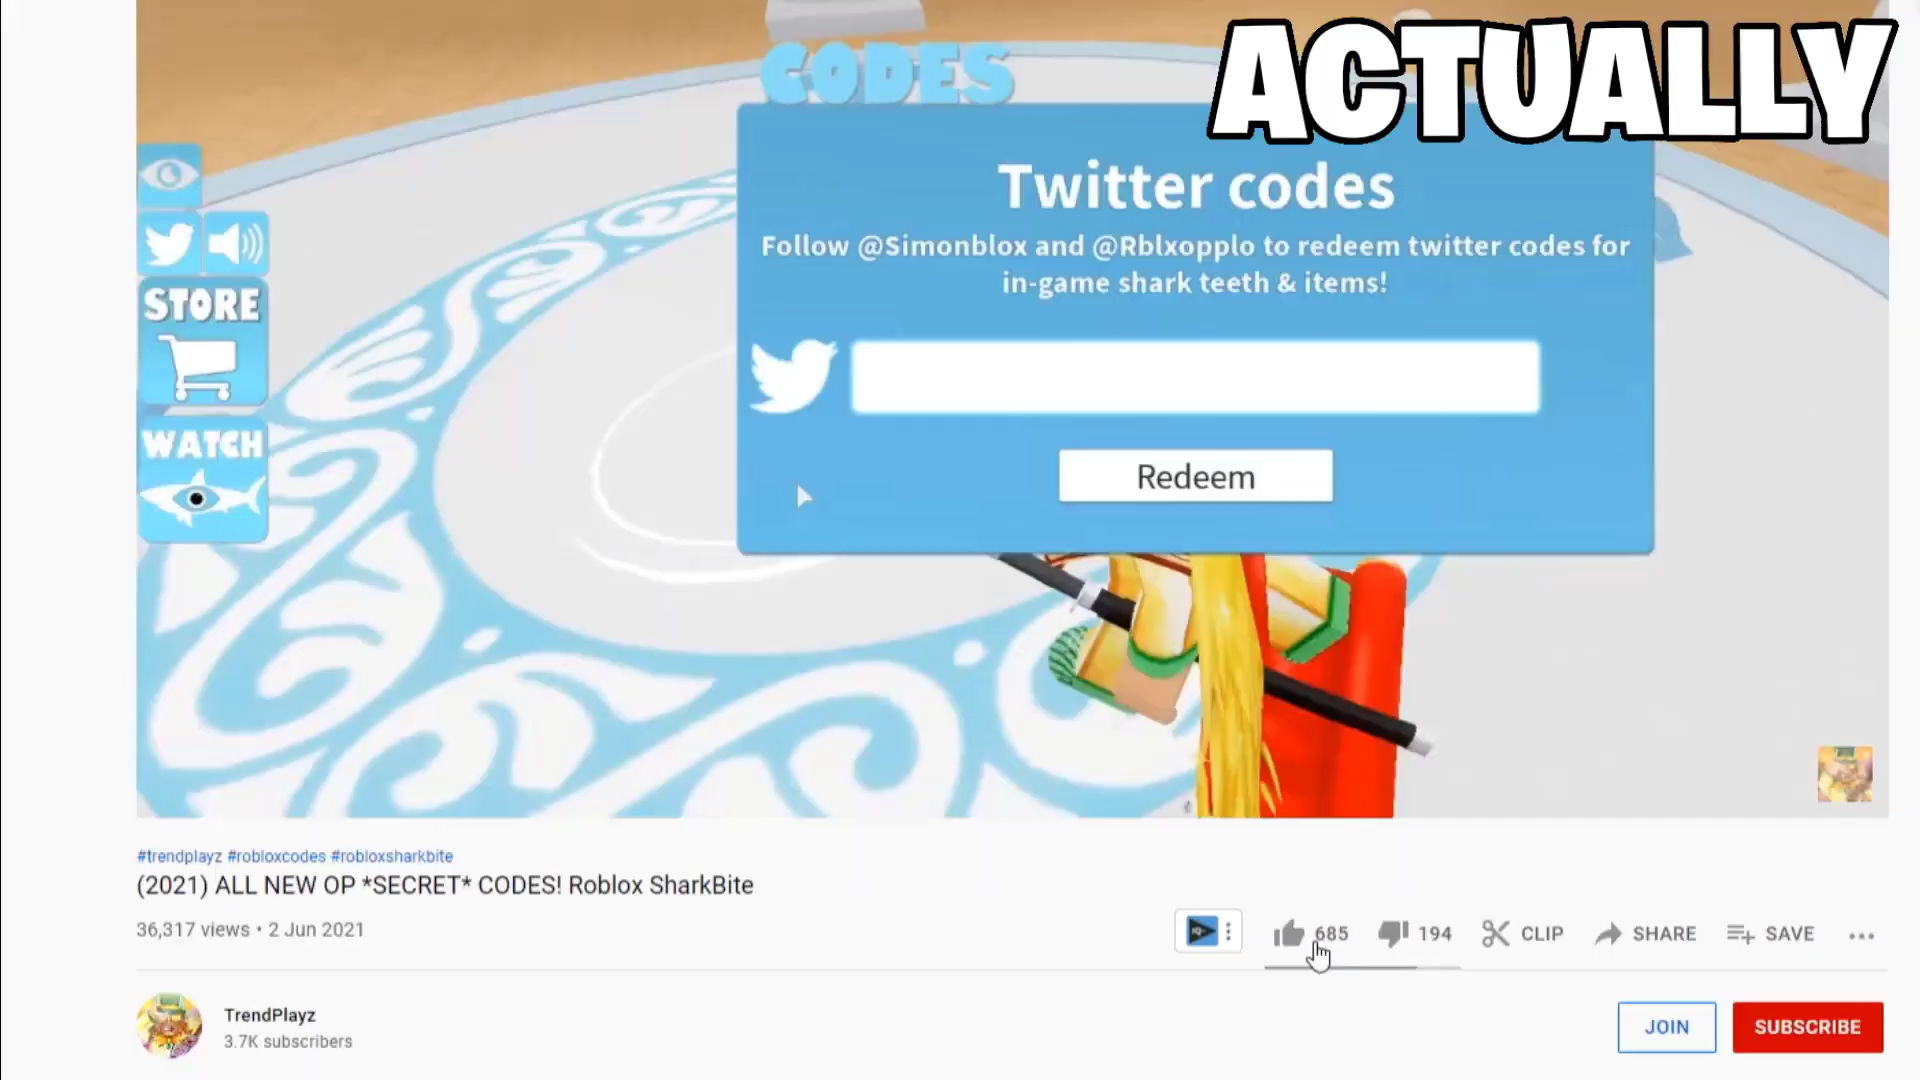 ACTUALLY
CODES
Twitter codes
Follow @Simonblox and @Rblxopplo to redeem twitter codes for
in-game shark teeth & items!
Redeem
STORE
WATCH
#trendplayz #robloxcodes #robloxsharkbite
(2021) ALL NEW OP *SECRET* CODES! Roblox SharkBite
36,317 views • 2 Jun 2021
685 194 CLIP SHARE SAVE
TrendPlayz
3.7K subscribers
JOIN SUBSCRIBE